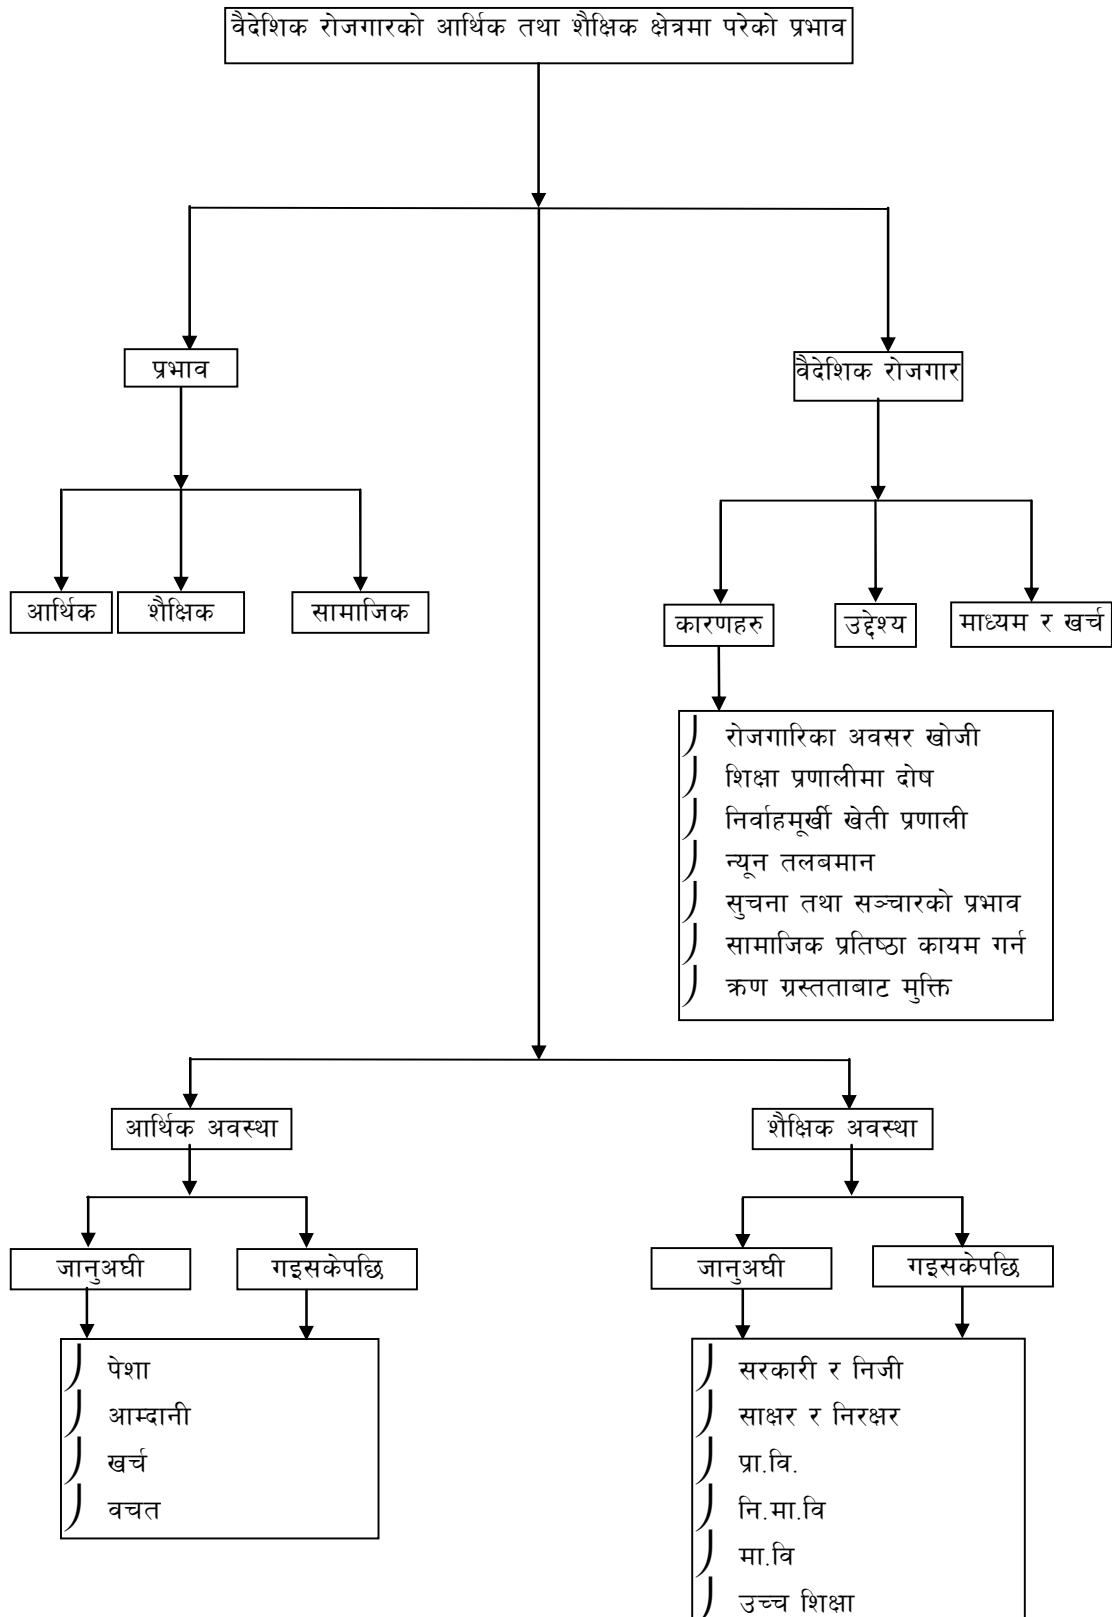 वैदेशिक रोजगारको आर्थिक तथा शैक्षिक क्षेत्रमा परेको प्रभाव
प्रभाव
वैदेशिक रोजगार
आर्थिक
शैक्षिक
सामाजिक
कारणहरु
उद्देश्य
माध्यम र खर्च
रोजगारिका अवसर खोजी
शिक्षा प्रणालीमा दोष
निर्वाहमूर्खी खेती प्रणाली
न्यून तलबमान
सुचना तथा सञ्चारको प्रभाव
सामाजिक प्रतिष्ठा कायम गर्न
ऋण ग्रस्तताबाट मुक्ति
आर्थिक अवस्था
शैक्षिक अवस्था
जानुअघी
गइसकेपछि
जानुअघी
गइसकेपछि
पेशा
आम्दानी
खर्च
वचत
सरकारी र निजी
साक्षर र निरक्षर
प्रा.वि.
नि.मा.वि
मा.वि
उच्च शिक्षा